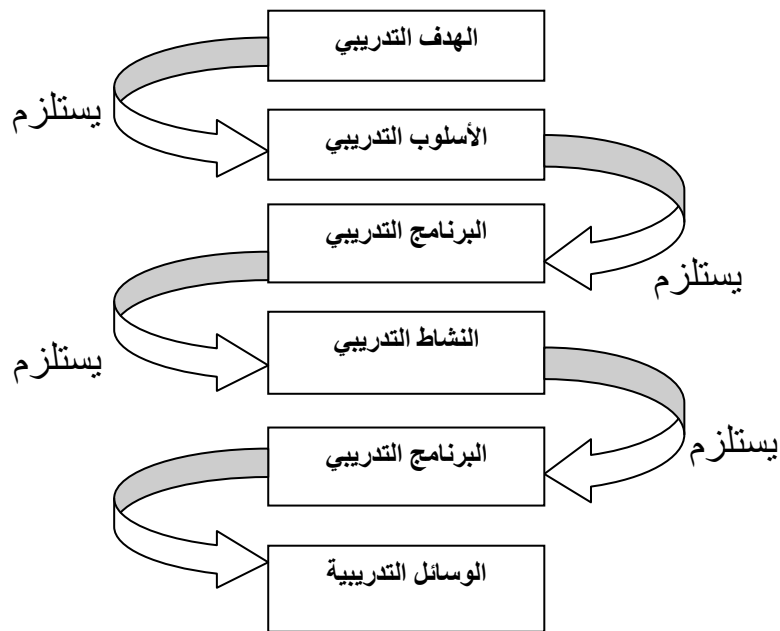 الهدف التدريبي
يستلزم
الأسلوب التدريبي
البرنامج التدريبي
يستلزم
النشاط التدريبي
يستلزم
البرنامج التدريبي
يستلزم
الوسائل التدريبية